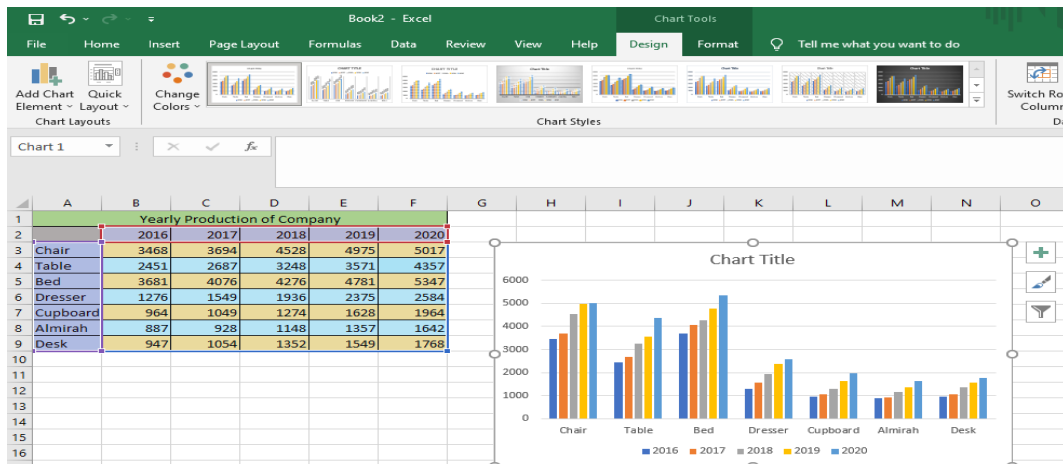 Book2 - Excel Chart Tools
File Home Insert Page Layout Formulas Data Review View Help Design Format Tell me what you want to do
Add Chart Quick Change Switch Ro
Element Layout Colors Colum
Chart Layouts Chart Styles Da
Chart 1 fx
A B C D E F G H I J K L M N O
1 Yearly Production of Company
2 2016 2017 2018 2019 2020
3 Chair 3468 3694 4528 4975 5017
4 Table 2451 2687 3248 3571 4357
5 Bed 3681 4076 4276 4781 5347
6 Dresser 1276 1549 1936 2375 2584
7 Cupboard 964 1049 1274 1628 1964
8 Almirah 887 928 1148 1357 1642
9 Desk 947 1054 1352 1549 1768
10
11
12
13
14
15
16
Chart Title
6000
5000
4000
3000
2000
1000
0
Chair Table Bed Dresser Cupboard Almirah Desk
2016 2017 2018 2019 2020